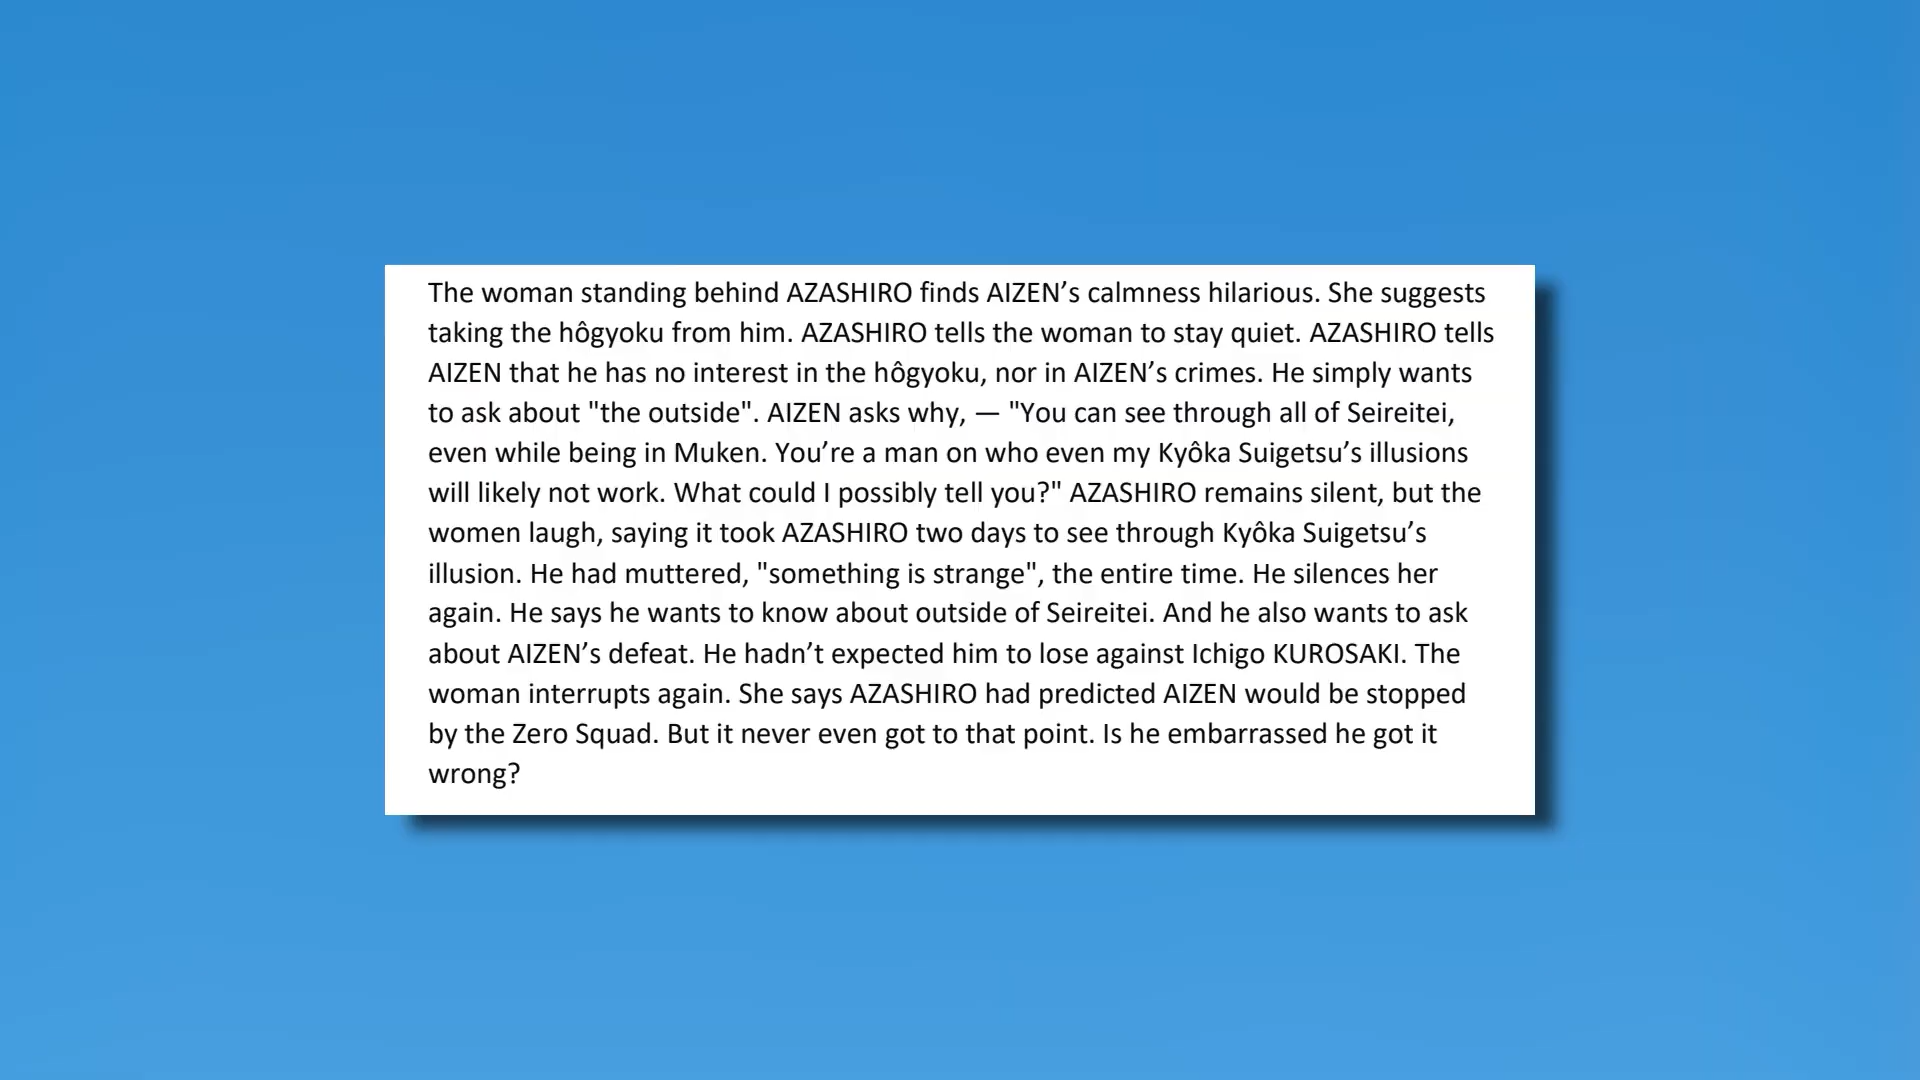 The woman standing behind AZASHIRO finds AIZEN’s calmness hilarious. She suggests
taking the hôgyoku from him. AZASHIRO tells the woman to stay quiet. AZASHIRO tells
AIZEN that he has no interest in the hôgyoku, nor in AIZEN’s crimes. He simply wants
to ask about "the outside". AIZEN asks why, — "You can see through all of Seireitei,
even while being in Muken. You’re a man on who even my Kyôka Suigetsu’s illusions
will likely not work. What could I possibly tell you?" AZASHIRO remains silent, but the
women laugh, saying it took AZASHIRO two days to see through Kyôka Suigetsu’s
illusion. He had muttered, "something is strange", the entire time. He silences her
again. He says he wants to know about outside of Seireitei. And he also wants to ask
about AIZEN’s defeat. He hadn’t expected him to lose against Ichigo KUROSAKI. The
woman interrupts again. She says AZASHIRO had predicted AIZEN would be stopped
by the Zero Squad. But it never even got to that point. Is he embarrassed he got it
wrong?